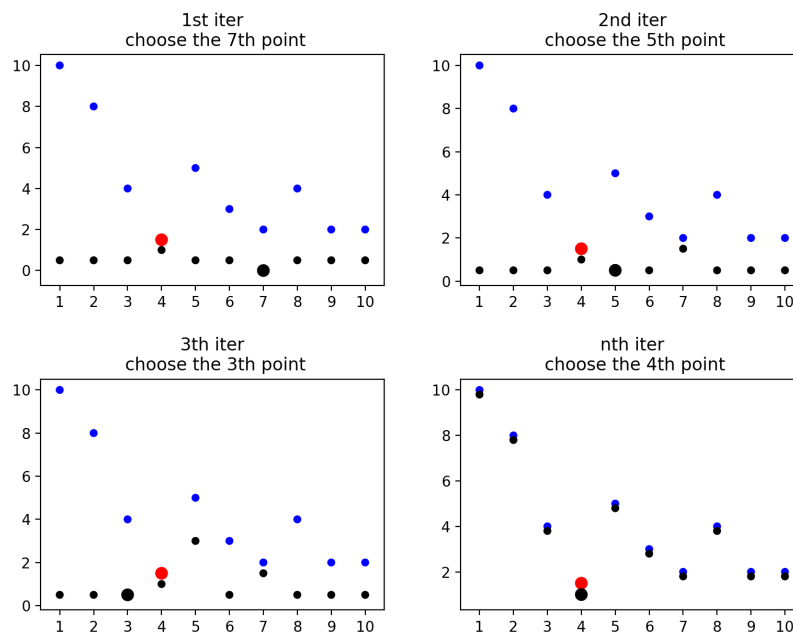 1st iter
choose the 7th point
10
8
6
4
2
0
1 2 3 4 5 6 7 8 9 10
2nd iter
choose the 5th point
10
8
6
4
2
0
1 2 3 4 5 6 7 8 9 10
3th iter
choose the 3th point
10
8
6
4
2
0
1 2 3 4 5 6 7 8 9 10
nth iter
choose the 4th point
10
8
6
4
2
1 2 3 4 5 6 7 8 9 10